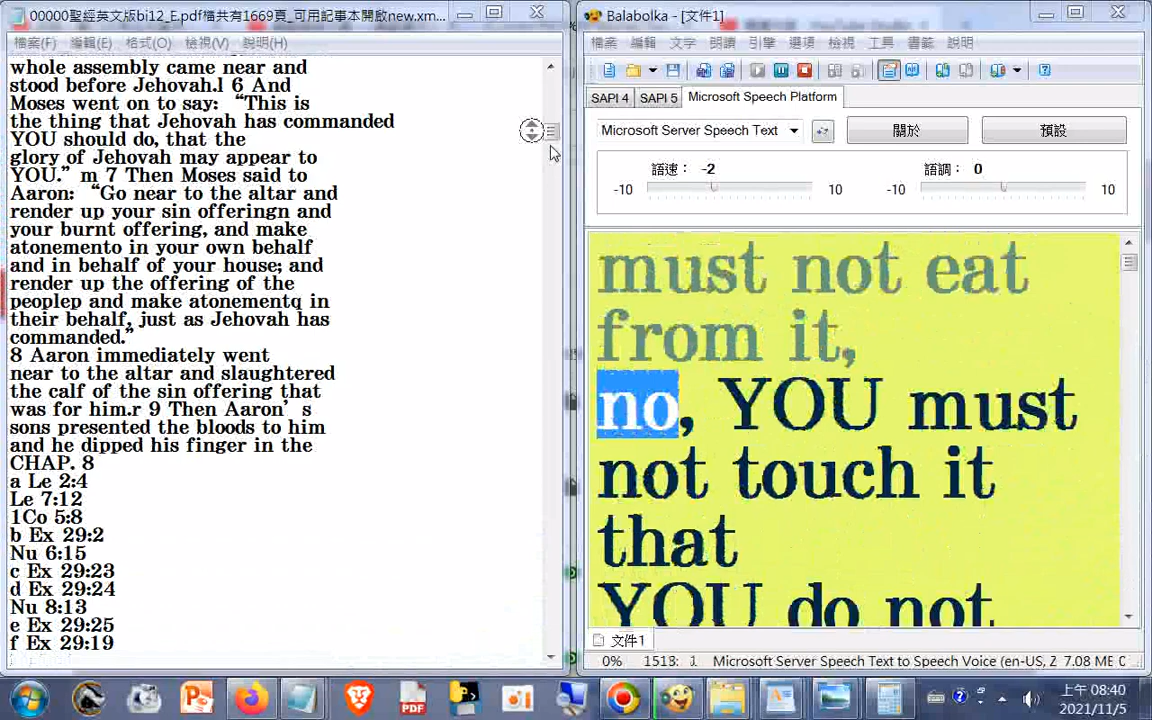 00000聖經英文版bi12_E.pdf檔共有1669頁_可用記事本開啟new.xm...
檔案(F) 編輯(E) 格式(O) 檢視(V) 說明(H)
whole assembly came near and
stood before Jehovah.l 6 And
Moses went on to say: “This is
the thing that Jehovah has commanded
YOU should do, that the
glory of Jehovah may appear to
YOU.” m 7 Then Moses said to
Aaron: “Go near to the altar and
render up your sin offeringn and
your burnt offering, and make
atonemento in your own behalf
and in behalf of your house; and
render up the offering of the
peoplep and make atonementq in
their behalf, just as Jehovah has
commanded.”
8 Aaron immediately went
near to the altar and slaughtered
the calf of the sin offering that
was for him.r 9 Then Aaron’s
sons presented the bloods to him
and he dipped his finger in the
CHAP. 8
a Le 2:4
Le 7:12
1Co 5:8
b Ex 29:2
Nu 6:15
c Ex 29:23
d Ex 29:24
Nu 8:13
e Ex 29:25
f Ex 29:19
Balabolka - [文件1]
檔案 編輯 文字 朗讀 引擎 選項 檢視 工具 書籤 說明
SAPI 4 SAPI 5 Microsoft Speech Platform
Microsoft Server Speech Text 關於 預設
語速: -2 語調: 0
-10 10 -10 10
must not eat
from it,
no, YOU must
not touch it
that
YOU do not
文件1
0% 1513: 1 Microsoft Server Speech Text to Speech Voice (en-US, Z 7.08 ME
上午 08:40
2021/11/5